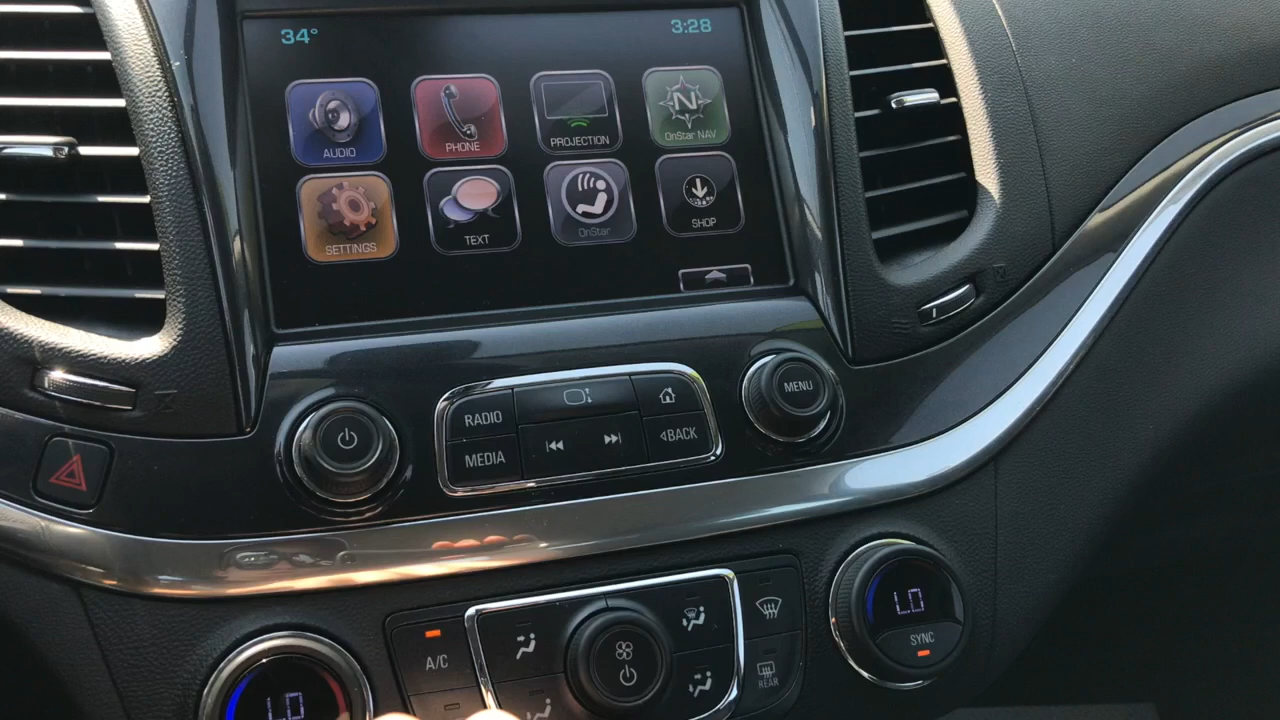 34°
3:28
AUDIO
PHONE
PROJECTION
N
OnStar NAV
SETTINGS
TEXT
OnStar
SHOP
RADIO
MEDIA
BACK
MENU
A/C
LO
LO
SYNC
REAR